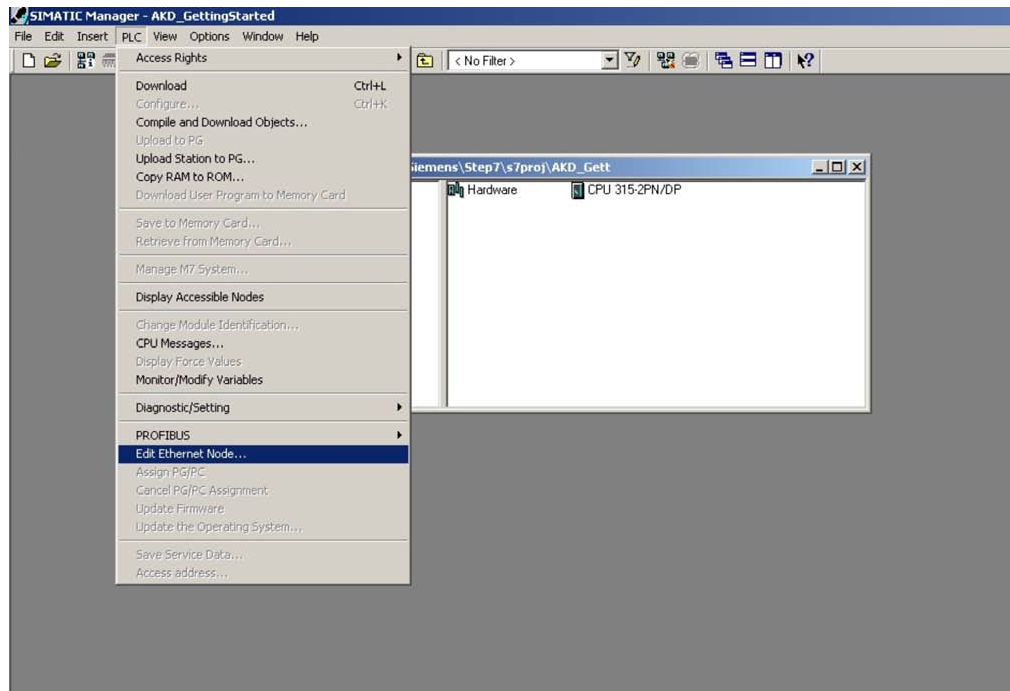 SIMATIC Manager - AKD_GettingStarted
File Edit Insert PLC View Options Window Help
< No Filter >
Access Rights
Download Ctrl+L
Configure... Ctrl+K
Compile and Download Objects...
Upload to PG
Upload Station to PG...
Copy RAM to ROM...
Download User Program to Memory Card
Save to Memory Card...
Retrieve from Memory Card...
Manage M7 System...
Display Accessible Nodes
Change Module Identification...
CPU Messages...
Display Force Values
Monitor/Modify Variables
Diagnostic/Setting
PROFIBUS
Edit Ethernet Node...
Assign PG/PC
Cancel PG/PC Assignment
Update Firmware
Update the Operating System...
Save Service Data...
Access address...
iemens\Step7\s7proj\AKD_Gett
Hardware CPU 315-2PN/DP